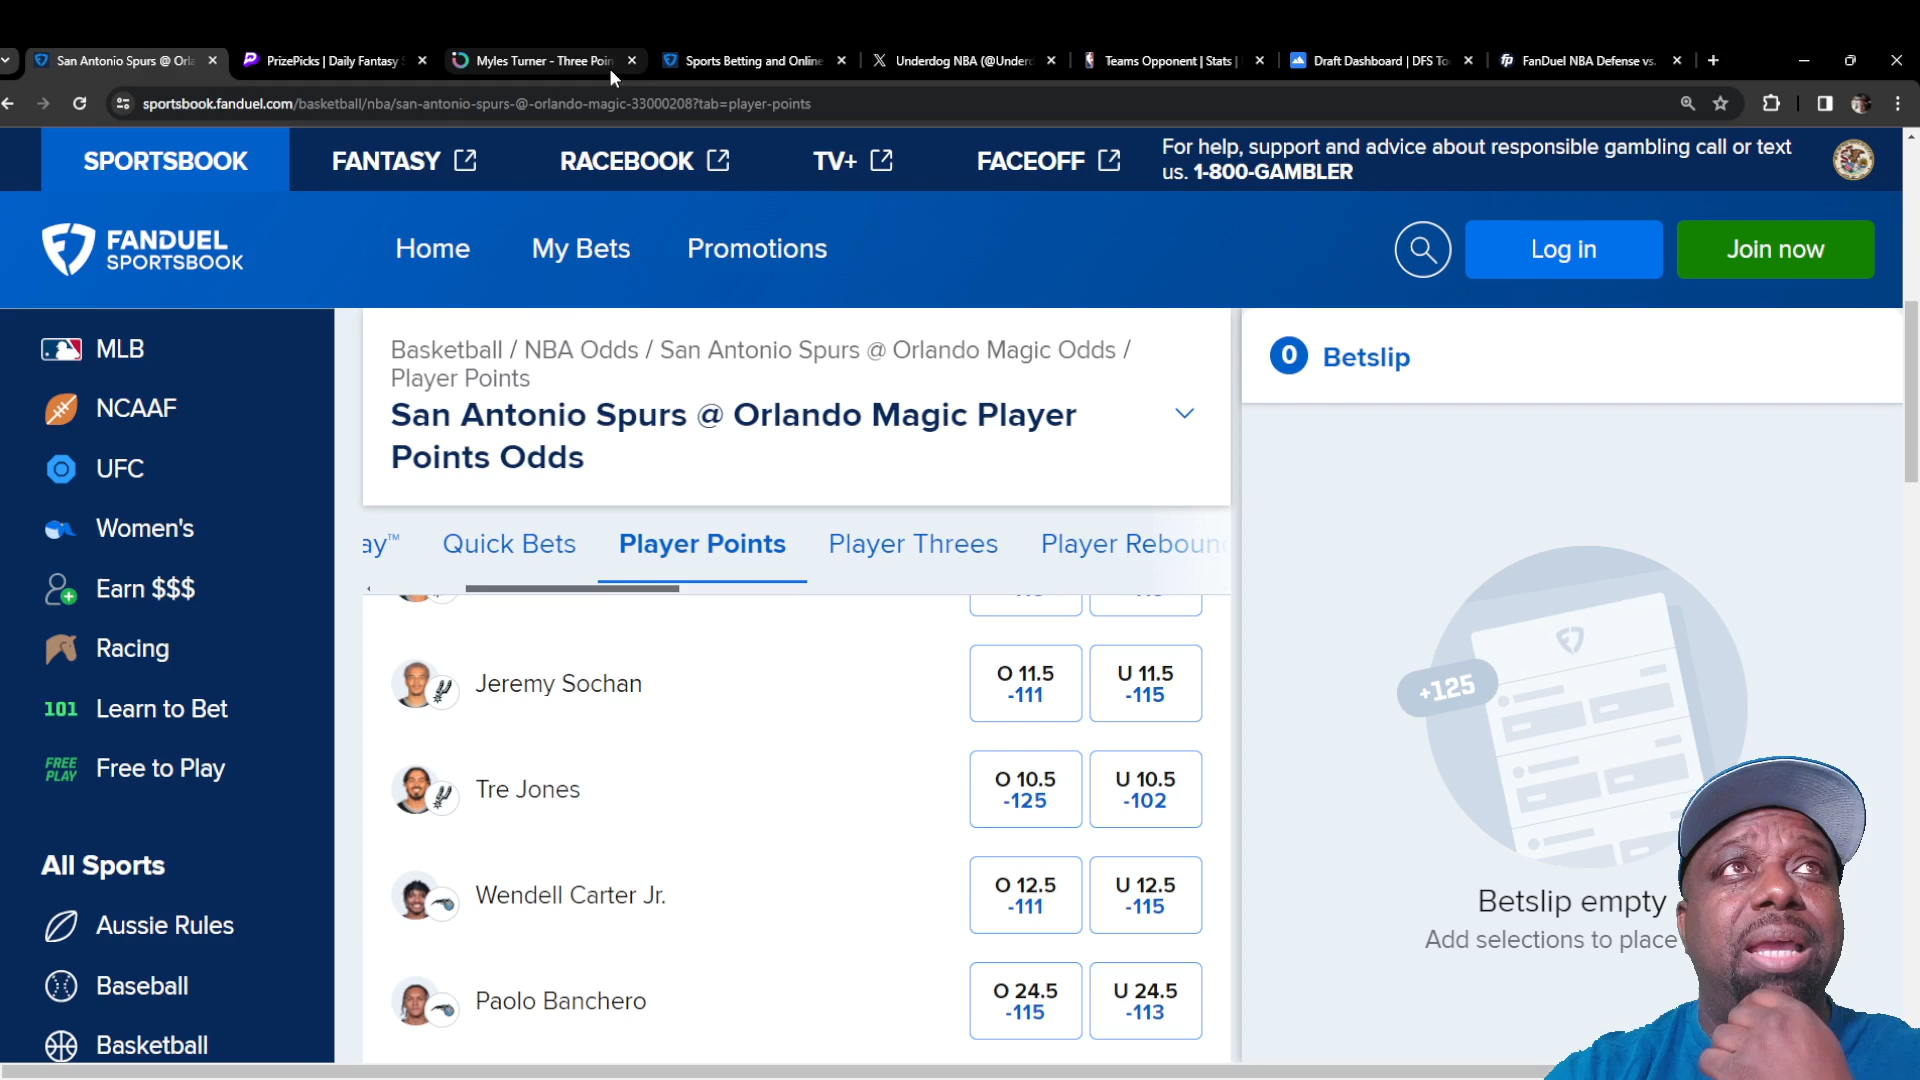 San Antonio Spurs @ Orla
PrizePicks | Daily Fantasy
Myles Turner - Three Poin
Sports Betting and Online
Underdog NBA (@Underd
Teams Opponent | Stats |
Draft Dashboard | DFS To
FanDuel NBA Defense vs.
sportsbook.fanduel.com/basketball/nba/san-antonio-spurs-@-orlando-magic-33000208?tab=player-points
SPORTSBOOK
FANTASY
RACEBOOK
TV+
FACEOFF
For help, support and advice about responsible gambling call or text
us. 1-800-GAMBLER
FANDUEL
SPORTSBOOK
Home
My Bets
Promotions
Log in
Join now
MLB
NCAAF
UFC
Women's
Earn $$$
Racing
101 Learn to Bet
FREE
PLAY
Free to Play
All Sports
Aussie Rules
Baseball
Basketball
Basketball / NBA Odds / San Antonio Spurs @ Orlando Magic Odds /
Player Points
San Antonio Spurs @ Orlando Magic Player
Points Odds
ay™
Quick Bets
Player Points
Player Threes
Player Reboun
Jeremy Sochan
O 11.5
-111
U 11.5
-115
Tre Jones
O 10.5
-125
U 10.5
-102
Wendell Carter Jr.
O 12.5
-111
U 12.5
-115
Paolo Banchero
O 24.5
-115
U 24.5
-113
0 Betslip
+125
Betslip empty
Add selections to place